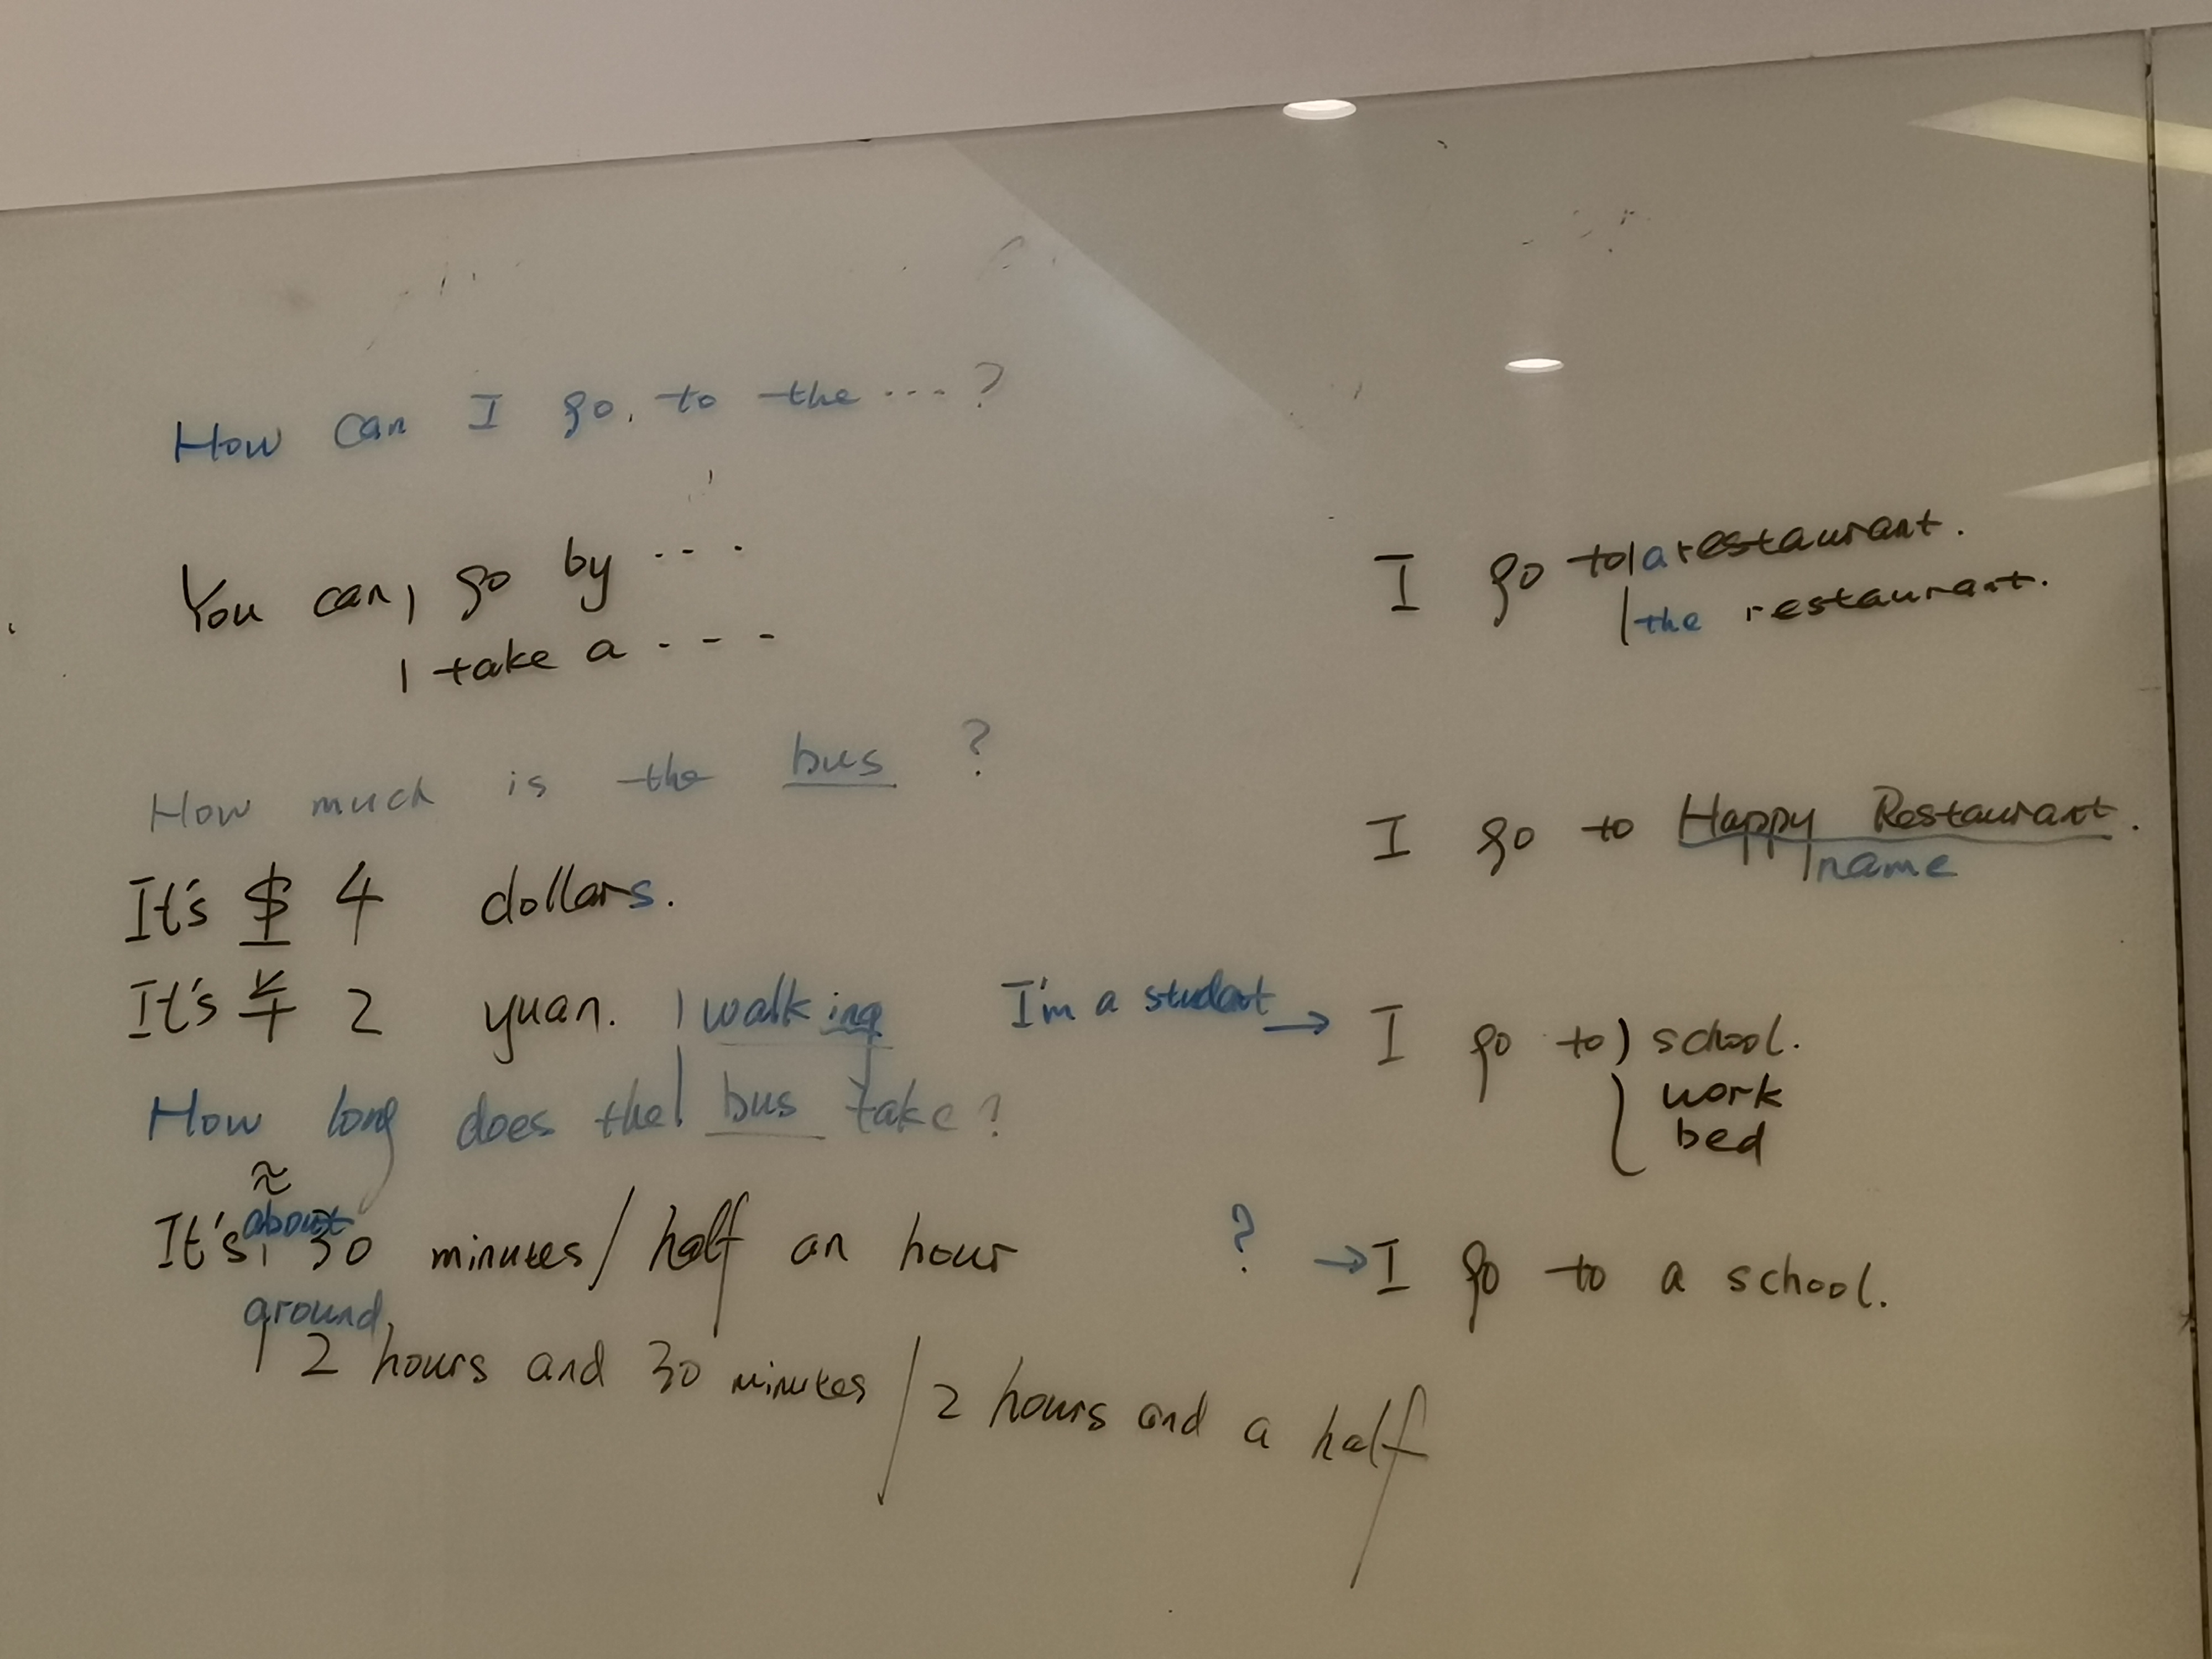 How can I go to the ... ?
You can, go by ...
| take a ...
How much is the bus ?
It's $ 4 dollars.
It's ¥ 2 yuan. | walking
How long does the | bus take?
≈
about
It's, 30 minutes / half an hour
around
| 2 hours and 30 minutes / 2 hours and a half
I go to | a restaurant.
| the restaurant.
I go to Happy Restaurant.
name
I'm a student → I go to ) school.
work
bed
? → I go to a school.